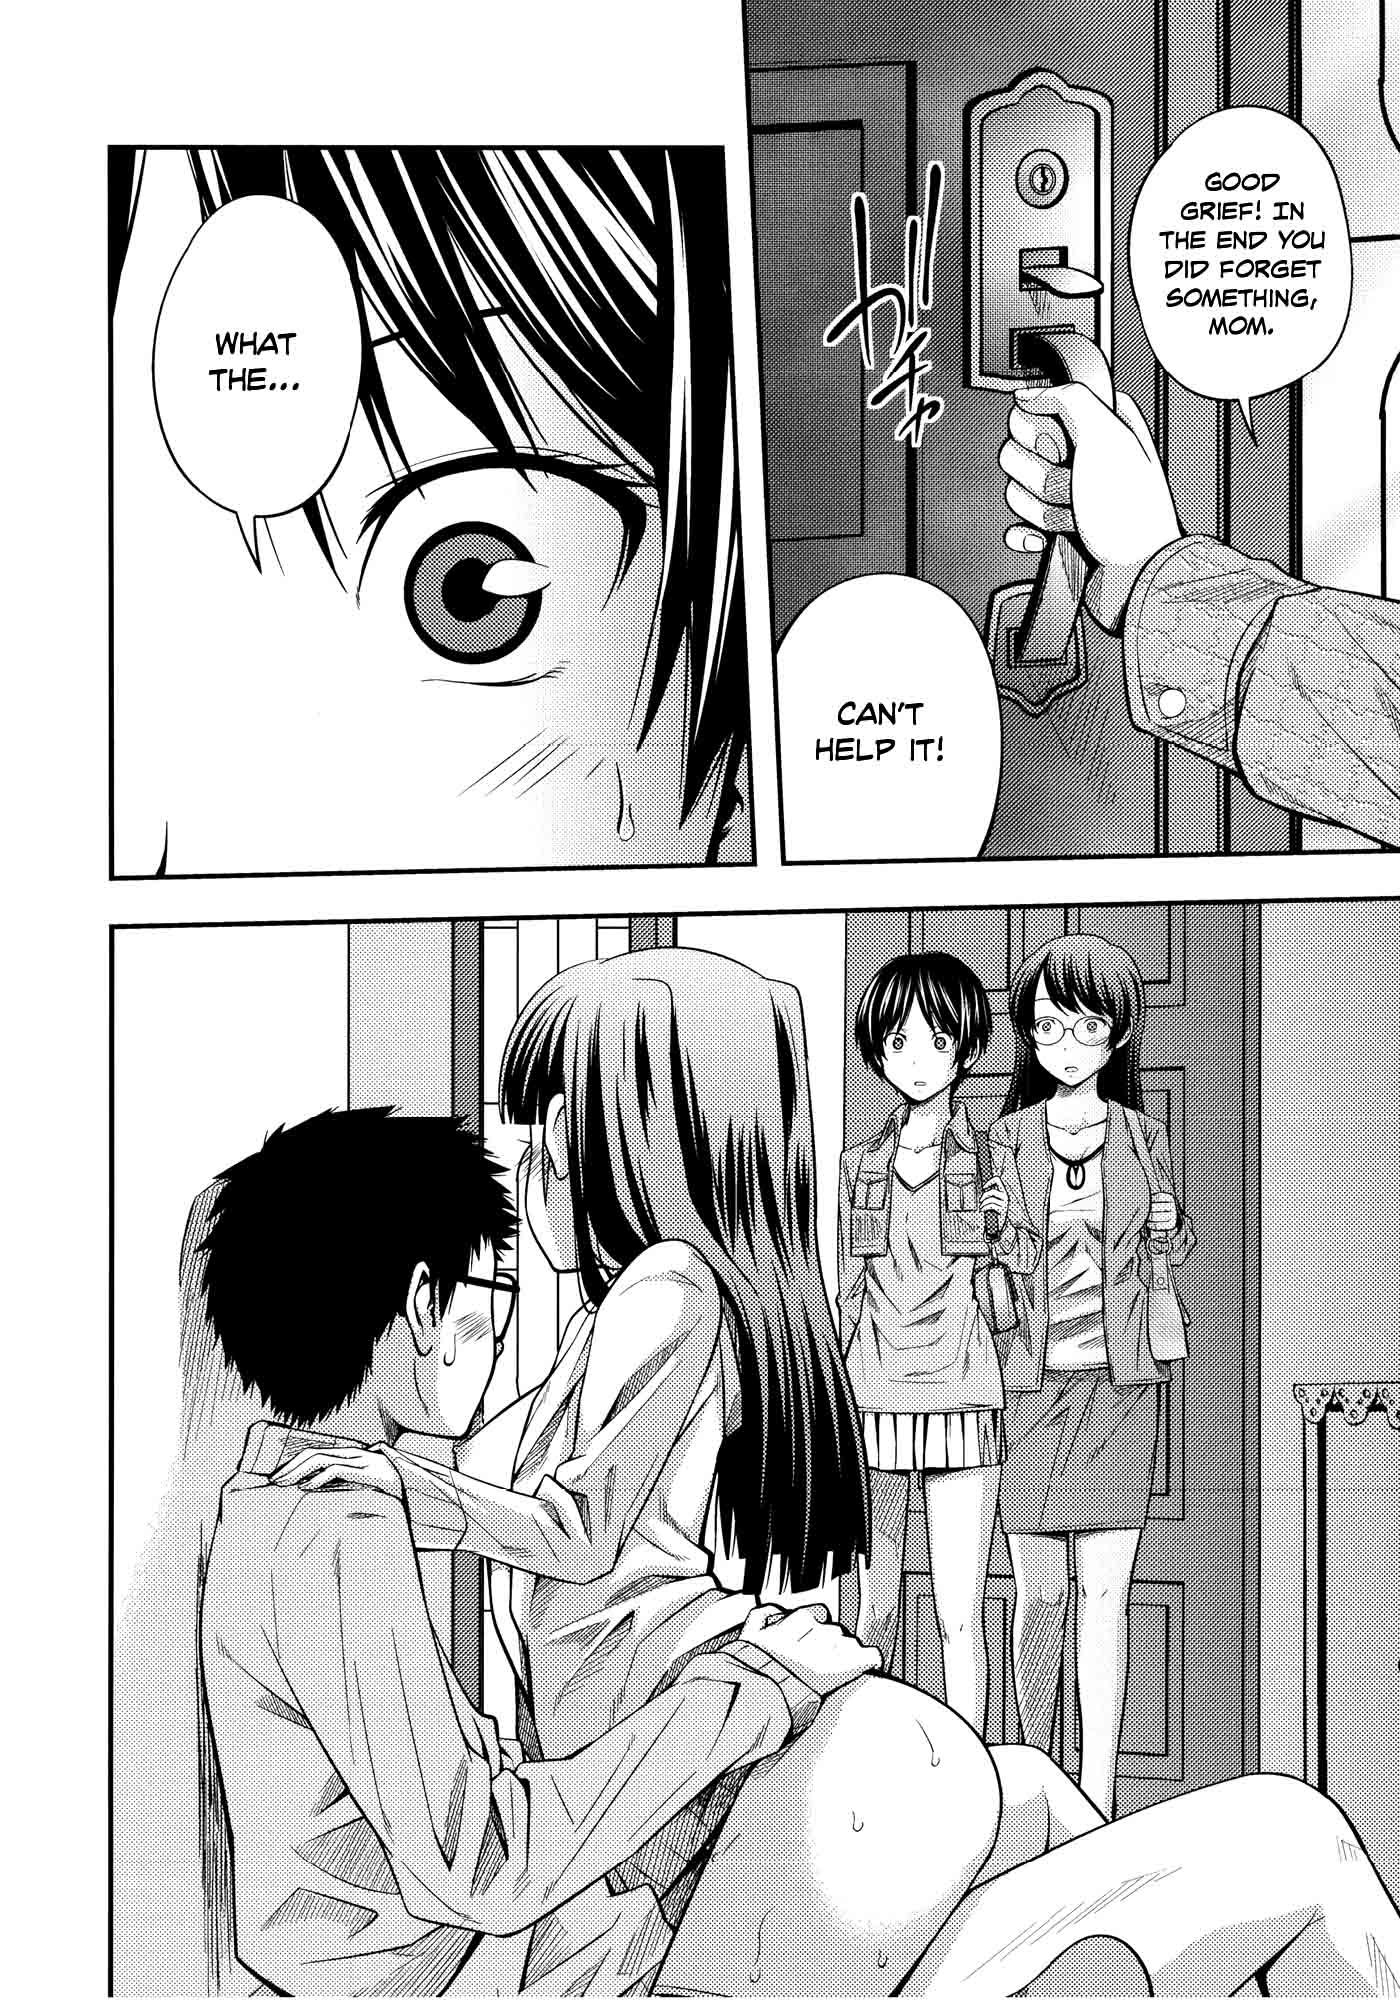 GOOD
GRIEF! IN
THE END YOU
DID FORGET
SOMETHING,
MOM.
ガチャ
CAN'T
HELP IT!
WHAT
THE...